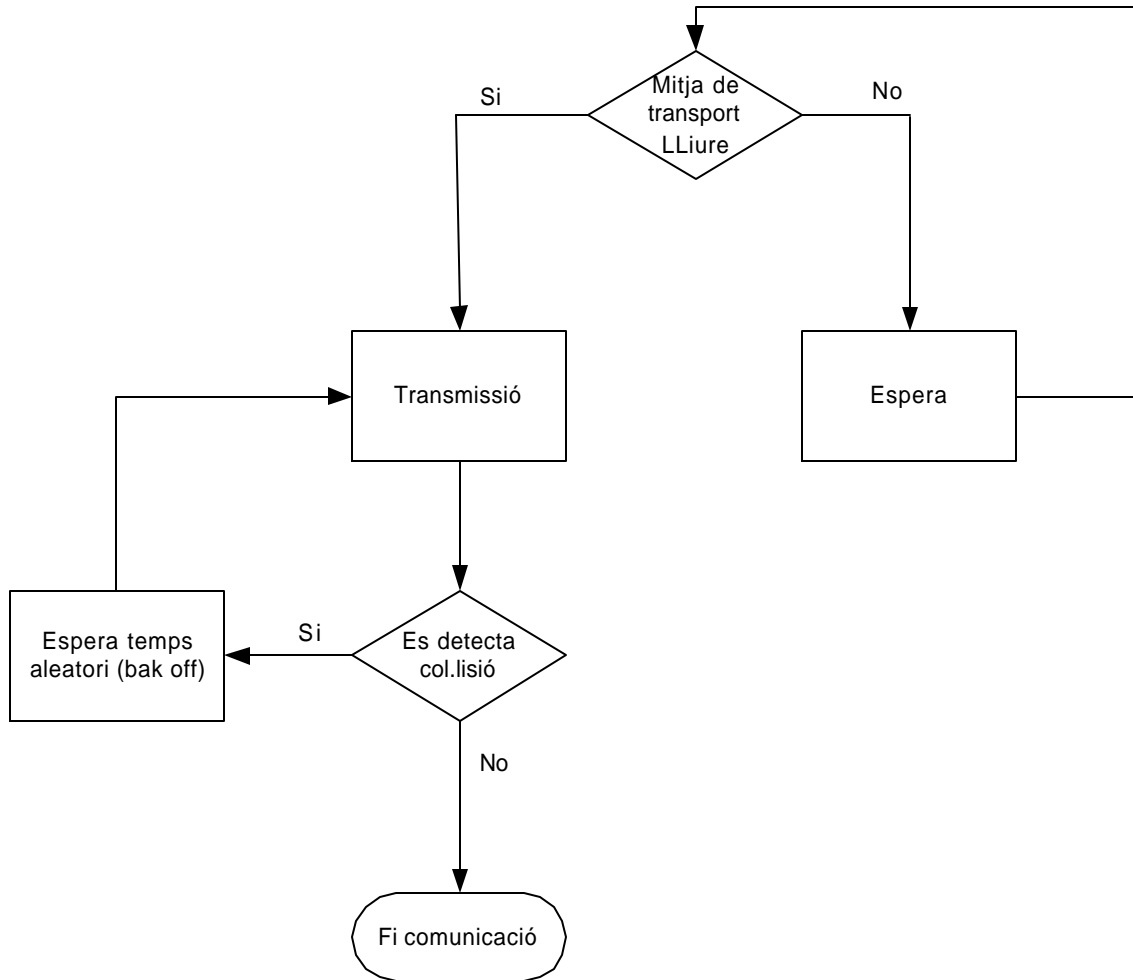 Mitja de
transport
LLiure
Si
No
Transmissió
Espera
Espera temps
aleatori (bak off)
Si
Es detecta
col.lisió
No
Fi comunicació